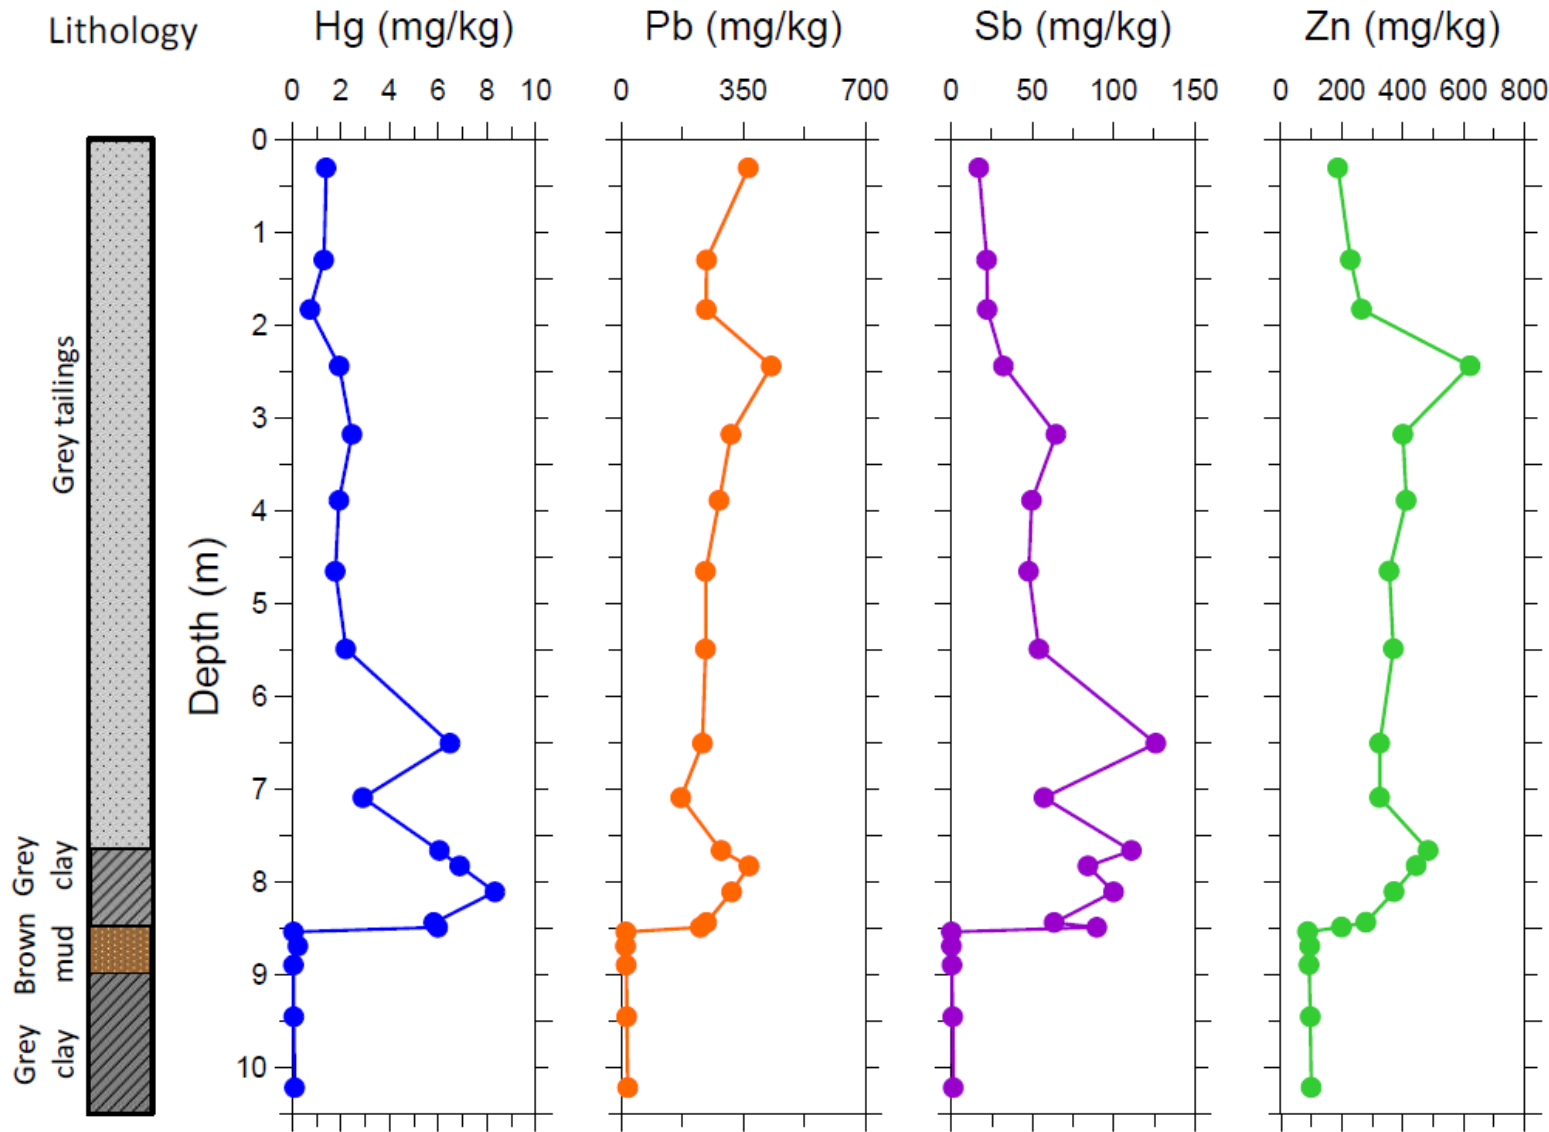 Lithology
Hg (mg/kg)
Pb (mg/kg)
Sb (mg/kg)
Zn (mg/kg)
0 2 4 6 8 10
0 350 700
0 50 100 150
0 200 400 600 800
Depth (m)
0
1
2
3
4
5
6
7
8
9
10
Grey tailings
Grey
clay
Brown
mud
Grey
clay